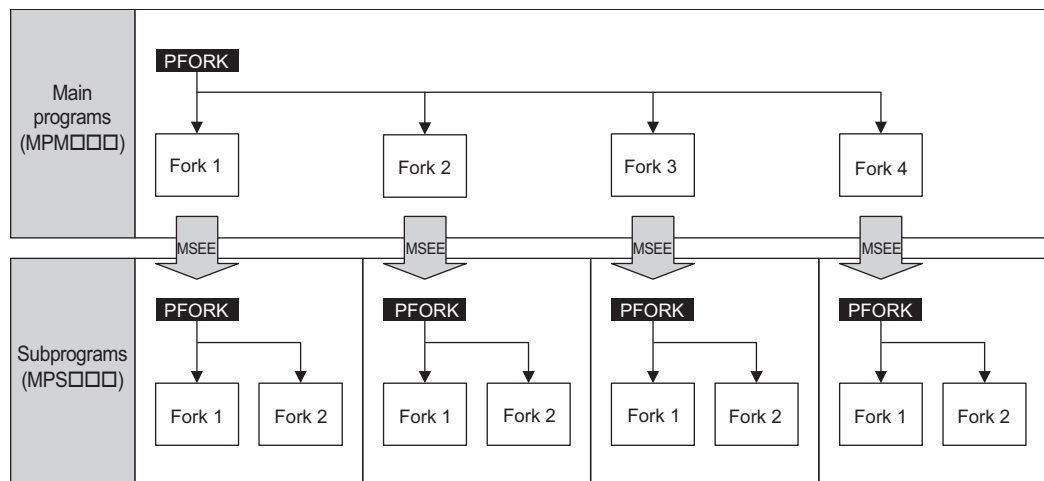 PFORK
Main
programs
(MPM□□□)
Fork 1
Fork 2
Fork 3
Fork 4
MSEE
MSEE
MSEE
MSEE
Subprograms
(MPS□□□)
PFORK
PFORK
PFORK
PFORK
Fork 1
Fork 2
Fork 1
Fork 2
Fork 1
Fork 2
Fork 1
Fork 2